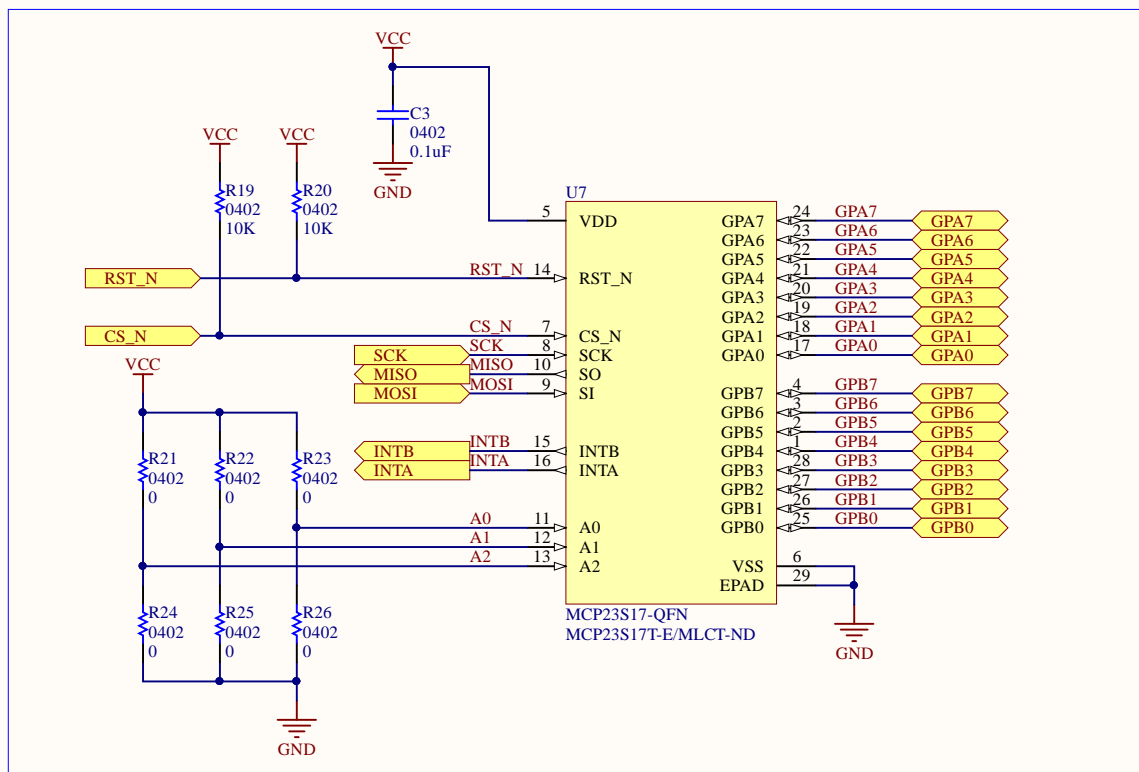 VCC
C3
0402
0.1uF
GND
VCC
VCC
R19
0402
10K
R20
0402
10K
U7
5
VDD
RST_N
RST_N
14
RST_N
CS_N
CS_N
7
CS_N
SCK
SCK
8
SCK
MISO
MISO
10
SO
MOSI
MOSI
9
SI
INTB
INTB
15
INTB
INTA
INTA
16
INTA
A0
11
A0
A1
12
A1
A2
13
A2
GPA7
24
GPA7
GPA7
GPA6
23
GPA6
GPA6
GPA5
22
GPA5
GPA5
GPA4
21
GPA4
GPA4
GPA3
20
GPA3
GPA3
GPA2
19
GPA2
GPA2
GPA1
18
GPA1
GPA1
GPA0
17
GPA0
GPA0
GPB7
4
GPB7
GPB7
GPB6
3
GPB6
GPB6
GPB5
2
GPB5
GPB5
GPB4
1
GPB4
GPB4
GPB3
28
GPB3
GPB3
GPB2
27
GPB2
GPB2
GPB1
26
GPB1
GPB1
GPB0
25
GPB0
GPB0
VSS
6
EPAD
29
MCP23S17-QFN
MCP23S17T-E/MLCT-ND
GND
VCC
R21
0402
0
R22
0402
0
R23
0402
0
R24
0402
0
R25
0402
0
R26
0402
0
GND